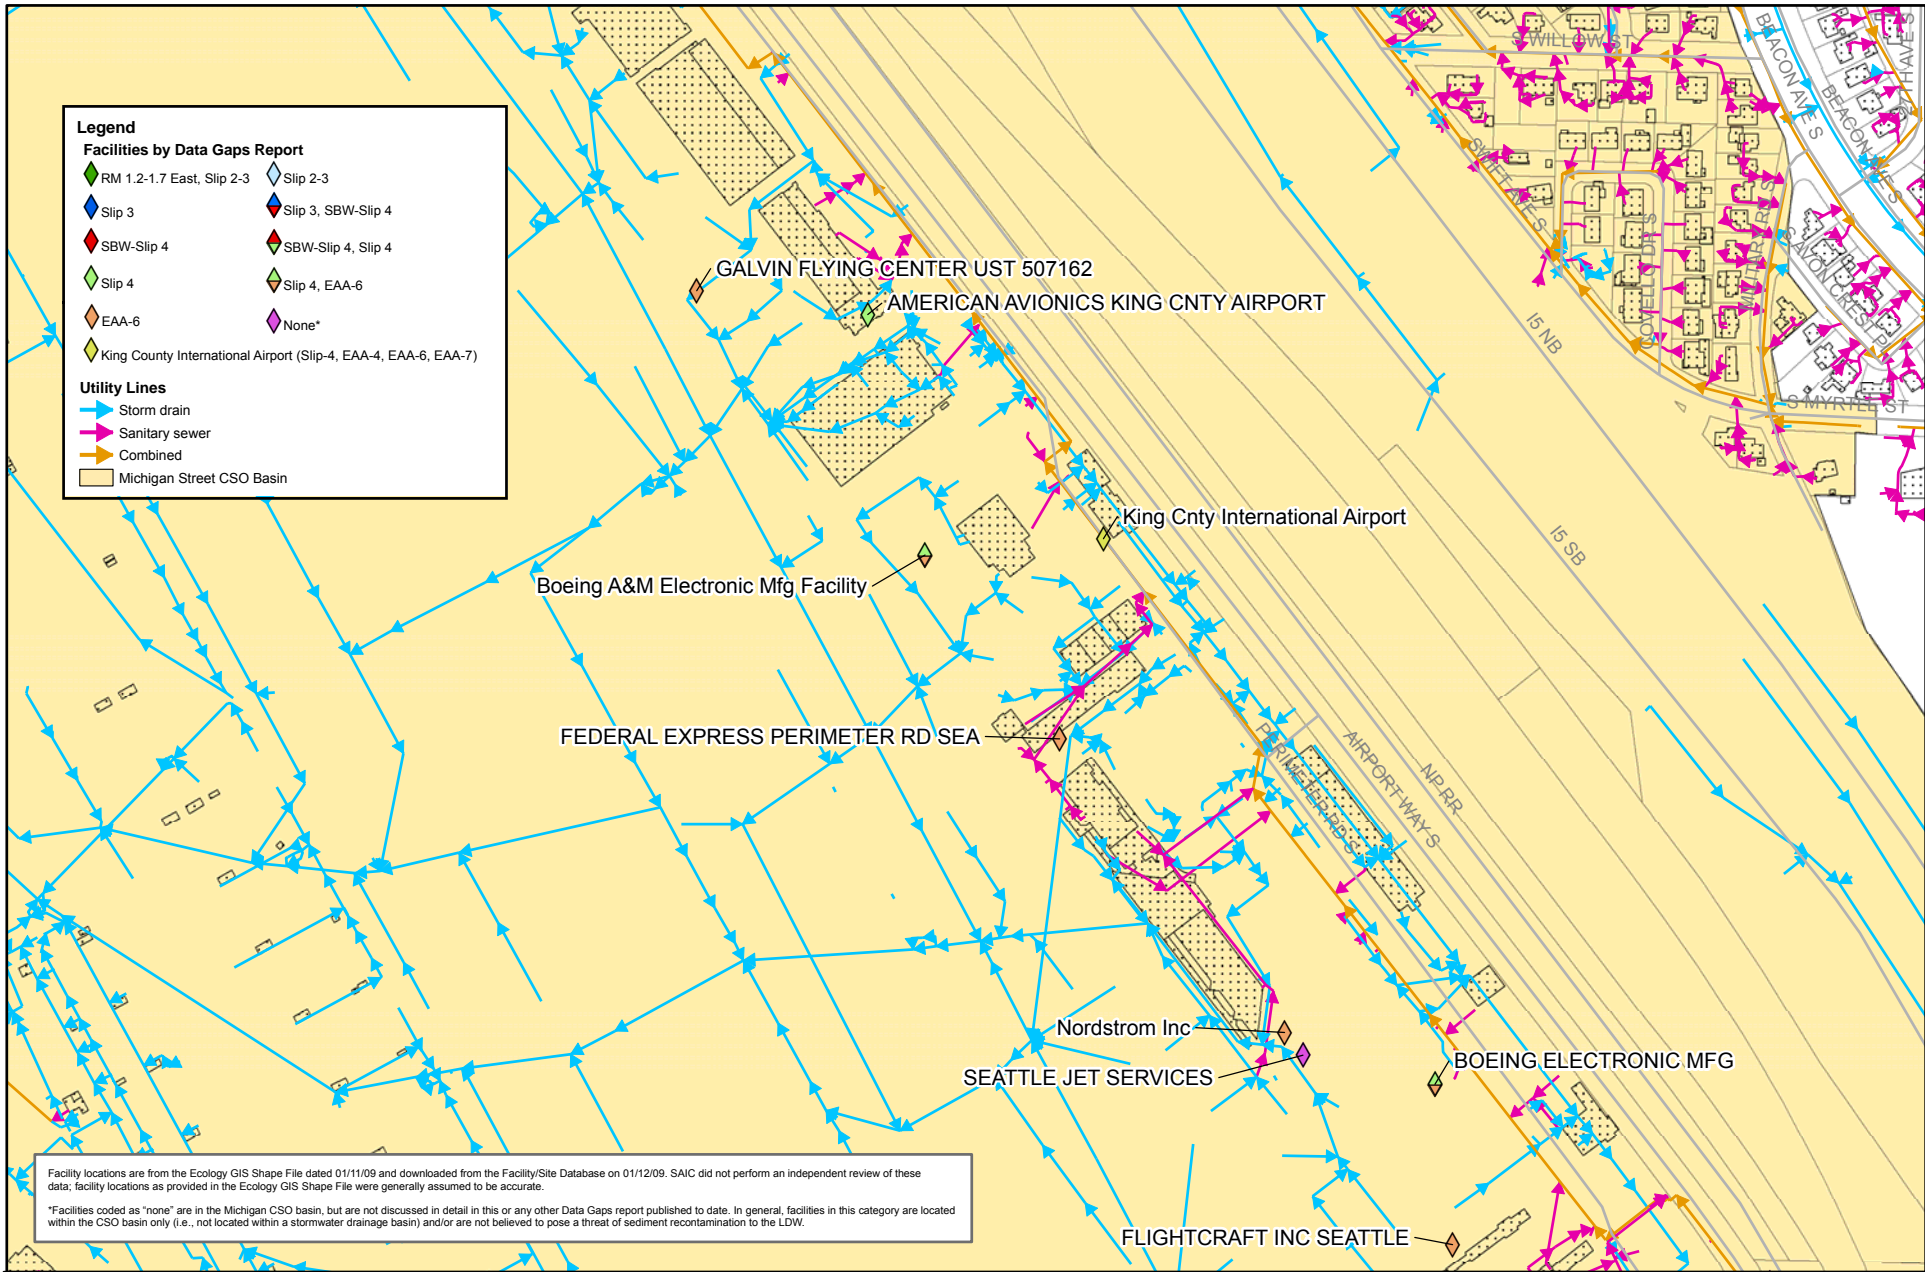 Legend
Facilities by Data Gaps Report
RM 1.2-1.7 East, Slip 2-3
Slip 2-3
Slip 3
Slip 3, SBW-Slip 4
SBW-Slip 4
SBW-Slip 4, Slip 4
Slip 4
Slip 4, EAA-6
EAA-6
None*
King County International Airport (Slip-4, EAA-4, EAA-6, EAA-7)
Utility Lines
Storm drain
Sanitary sewer
Combined
Michigan Street CSO Basin
S WILLOW ST
BEACON AVE S
BEACON AVE S
SWIFT AVE S
COVELLO DR S
MILITARY RD S
S AVON CREST PL
S MYRTLE ST
I5 NB
I5 SB
GALVIN FLYING CENTER UST 507162
AMERICAN AVIONICS KING CNTY AIRPORT
King Cnty International Airport
Boeing A&M Electronic Mfg Facility
FEDERAL EXPRESS PERIMETER RD SEA
PERIMETER RD S
AIRPORT WAY S
NP RR
Nordstrom Inc
SEATTLE JET SERVICES
BOEING ELECTRONIC MFG
FLIGHTCRAFT INC SEATTLE
Facility locations are from the Ecology GIS Shape File dated 01/11/09 and downloaded from the Facility/Site Database on 01/12/09. SAIC did not perform an independent review of these
data; facility locations as provided in the Ecology GIS Shape File were generally assumed to be accurate.
*Facilities coded as "none" are in the Michigan CSO basin, but are not discussed in detail in this or any other Data Gaps report published to date. In general, facilities in this category are located
within the CSO basin only (i.e., not located within a stormwater drainage basin) and/or are not believed to pose a threat of sediment recontamination to the LDW.